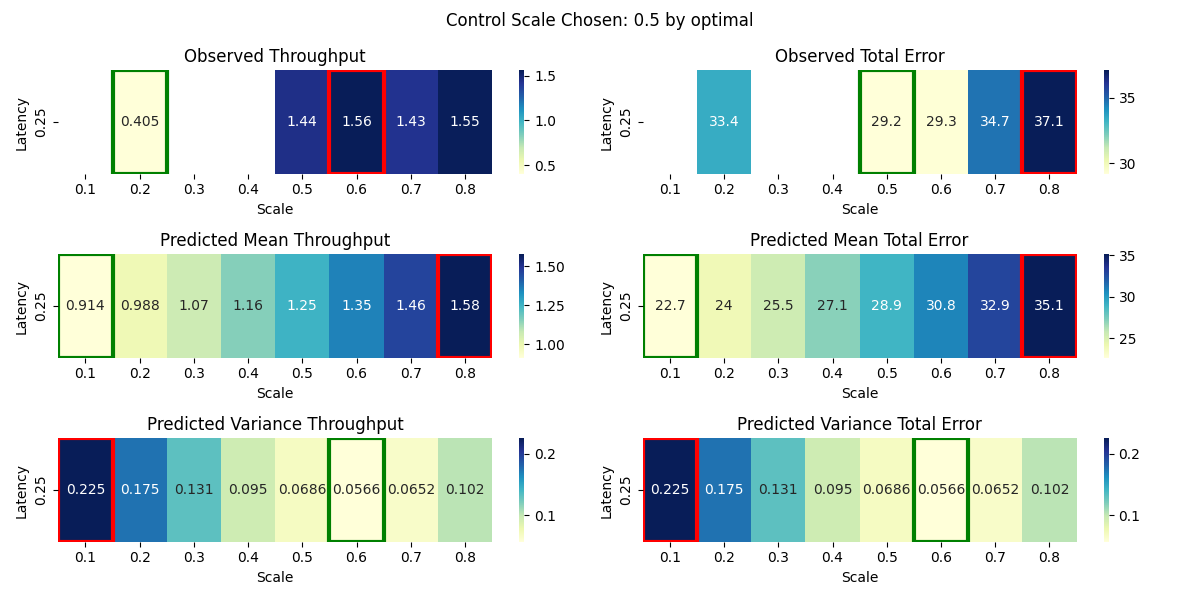 Control Scale Chosen: 0.5 by optimal
Observed Throughput
Latency
0.25
0.405
1.44
1.56
1.43
1.55
0.1 0.2 0.3 0.4 0.5 0.6 0.7 0.8
Scale
1.5
1.0
0.5
Observed Total Error
Latency
0.25
33.4
29.2
29.3
34.7
37.1
0.1 0.2 0.3 0.4 0.5 0.6 0.7 0.8
Scale
35
30
Predicted Mean Throughput
Latency
0.25
0.914 0.988 1.07 1.16 1.25 1.35 1.46 1.58
0.1 0.2 0.3 0.4 0.5 0.6 0.7 0.8
Scale
1.50
1.25
1.00
Predicted Mean Total Error
Latency
0.25
22.7 24 25.5 27.1 28.9 30.8 32.9 35.1
0.1 0.2 0.3 0.4 0.5 0.6 0.7 0.8
Scale
35
30
25
Predicted Variance Throughput
Latency
0.25
0.225 0.175 0.131 0.095 0.0686 0.0566 0.0652 0.102
0.1 0.2 0.3 0.4 0.5 0.6 0.7 0.8
Scale
0.2
0.1
Predicted Variance Total Error
Latency
0.25
0.225 0.175 0.131 0.095 0.0686 0.0566 0.0652 0.102
0.1 0.2 0.3 0.4 0.5 0.6 0.7 0.8
Scale
0.2
0.1